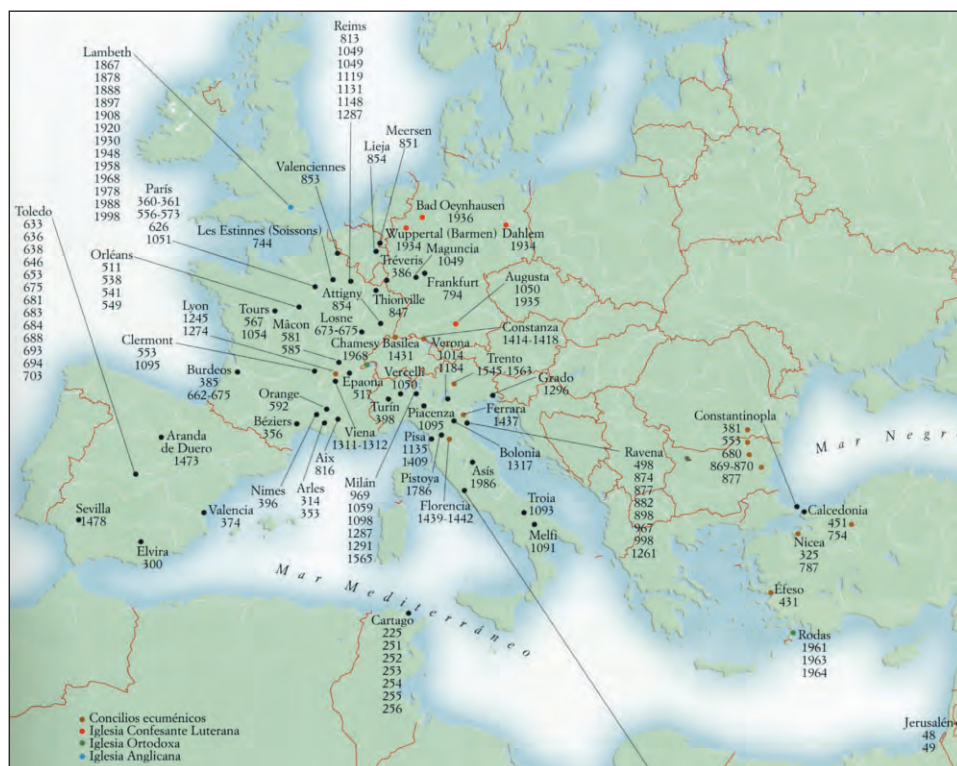 Reims
813
1049
1049
1119
1131
1148
1287
Lambeth
1867
1878
1888
1897
1908
1920
1930
1948
1958
1968
1978
1988
1998
Meersen
851
Lieja
854
Valenciennes
853
París
360-361
556-573
626
1051
Toledo
633
636
638
646
653
675
681
683
684
688
693
694
703
Les Estinnes (Soissons)
744
Bad Oeynhausen
1936
Wuppertal (Barmen)
1934
Dahlem
1934
Tréveris
386
Maguncia
1049
Orléans
511
538
541
549
Attigny
854
Thionville
847
Frankfurt
794
Augusta
1050
1935
Lyon
1245
1274
Tours
567
1054
Losne
673-675
Mâcon
581
585
Chamesy
1968
Basilea
1431
Constanza
1414-1418
Verona
1014
1184
Clermont
553
1095
Trento
1545-1563
Burdeos
385
662-675
Epaona
517
Vercelli
1050
Grado
1296
Orange
592
Turín
398
Piacenza
1095
Ferrara
1437
Béziers
356
Viena
1311-1312
Pisa
1135
1409
Bolonia
1317
Constantinopla
381
553
680
869-870
877
Mar Negr
Aranda
de Duero
1473
Aix
816
Ravena
498
874
877
882
898
967
998
1261
Nimes
396
Arles
314
353
Milán
969
1059
1098
1287
1291
1565
Pistoya
1786
Asís
1986
Florencia
1439-1442
Troia
1093
Melfi
1091
Sevilla
1478
Valencia
374
Elvira
300
Calcedonia
451
754
Nicea
325
787
Éfeso
431
Mar Mediterráneo
Cartago
225
251
252
253
254
255
256
Rodas
1961
1963
1964
Jerusalén
48
49
Concilios ecuménicos
Iglesia Confesante Luterana
Iglesia Ortodoxa
Iglesia Anglicana